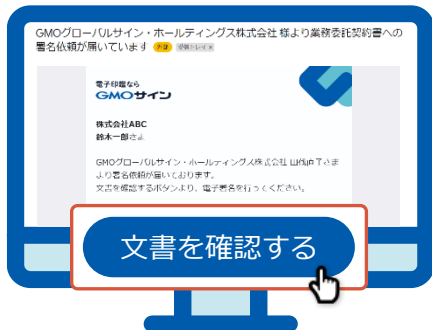 GMOグローバルサイン・ホールディングス株式会社 様より業務委託契約書への
署名依頼が届いています 外部 受信トレイ×
電子印鑑なら
GMOサイン
株式会社ABC
鈴木一郎さま
GMOグローバルサイン・ホールディングス株式会社
より署名依頼が届いております。
文書を確認するボタンより、電子署名を行ってください。
文書を確認する